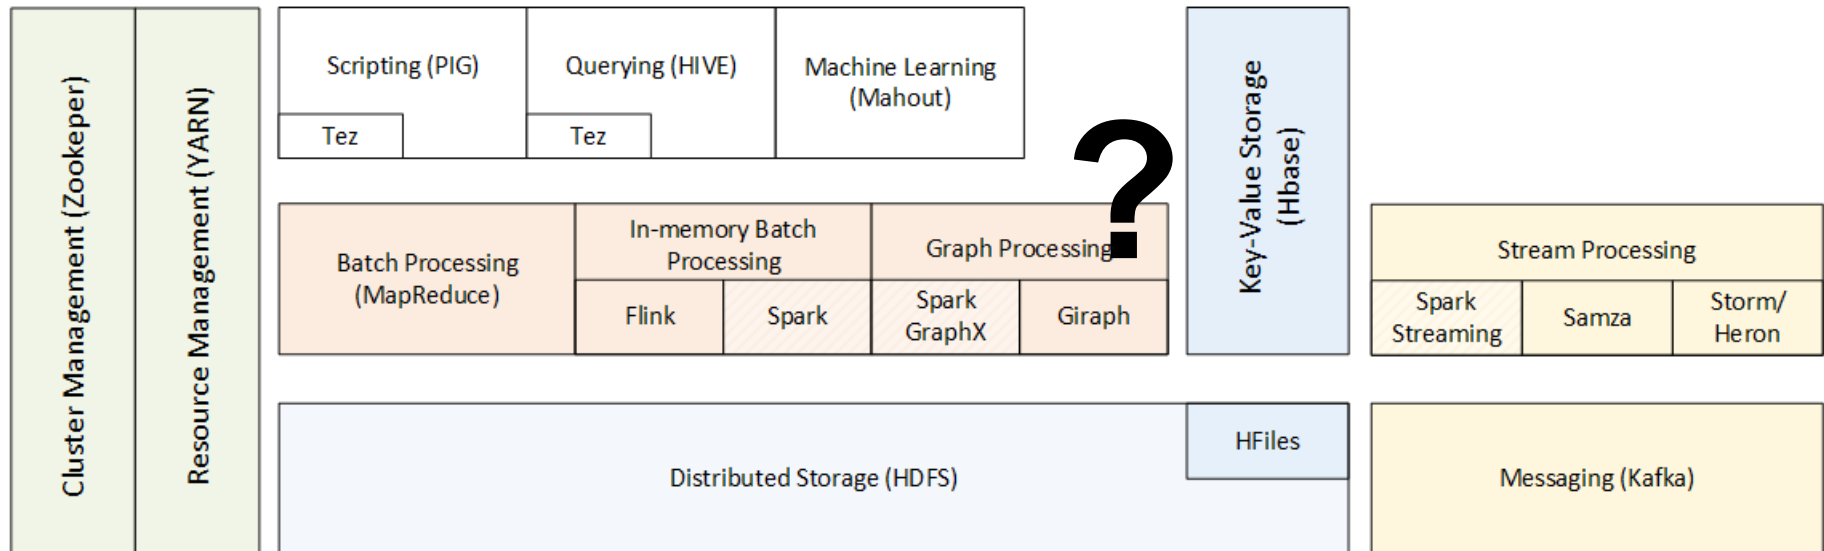 Cluster Management (Zookeper)
Resource Management (YARN)
Scripting (PIG)
Tez
Querying (HIVE)
Tez
Machine Learning
(Mahout)
?
Key-Value Storage
(Hbase)
Batch Processing
(MapReduce)
In-memory Batch
Processing
Flink
Spark
Graph Processing
Spark
GraphX
Giraph
Stream Processing
Spark
Streaming
Samza
Storm/
Heron
Distributed Storage (HDFS)
HFiles
Messaging (Kafka)